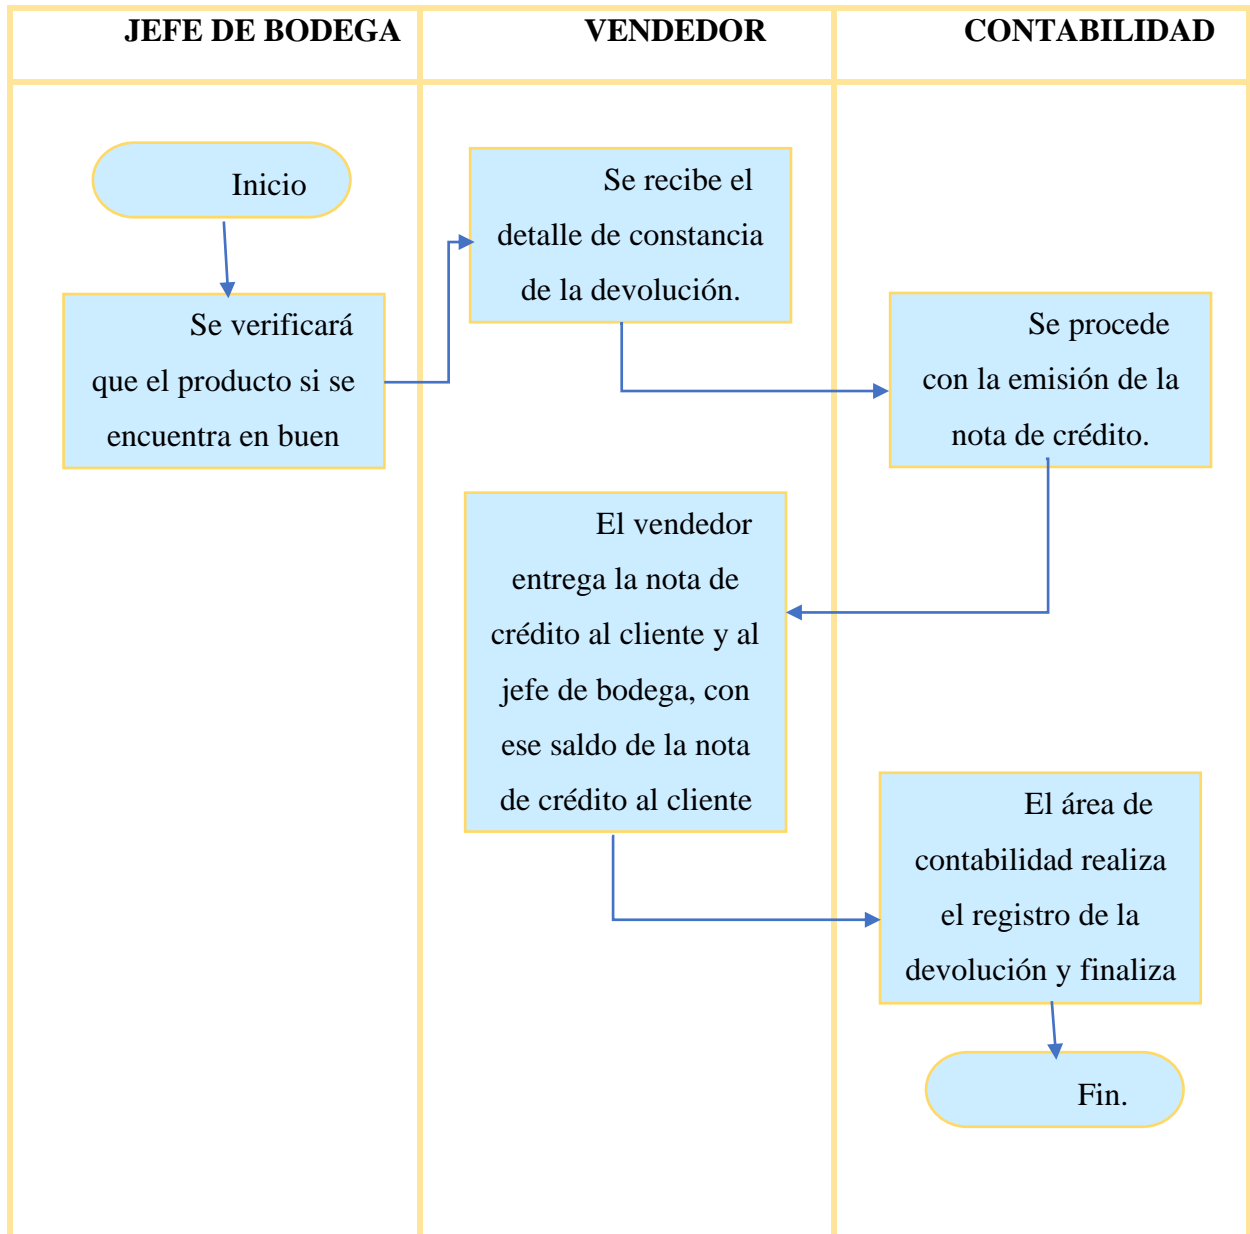 JEFE DE BODEGA
VENDEDOR
CONTABILIDAD
Inicio
Se verificará
que el producto si se
encuentra en buen
Se recibe el
detalle de constancia
de la devolución.
Se procede
con la emisión de la
nota de crédito.
El vendedor
entrega la nota de
crédito al cliente y al
jefe de bodega, con
ese saldo de la nota
de crédito al cliente
El área de
contabilidad realiza
el registro de la
devolución y finaliza
Fin.